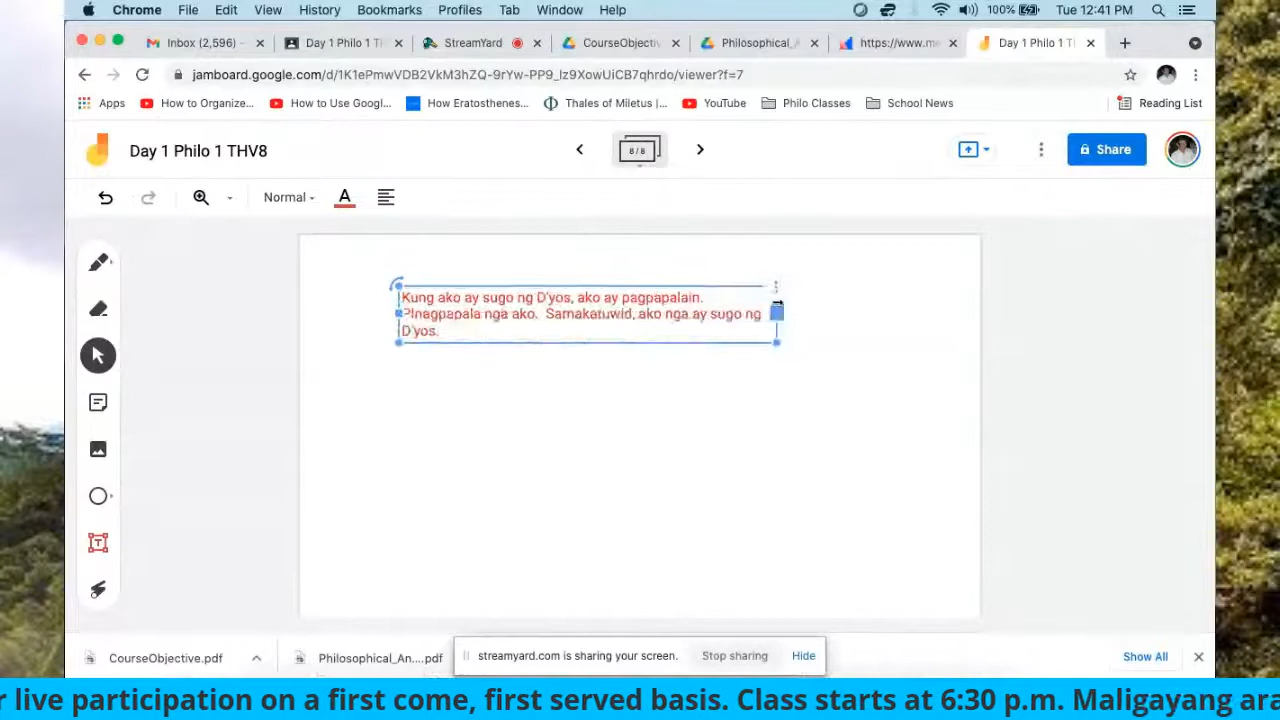 Chrome File Edit View History Bookmarks Profiles Tab Window Help 100% Tue 12:41 PM
Inbox (2,596) - Day 1 Philo 1 TH StreamYard CourseObjectiv Philosophical_A https://www.me Day 1 Philo 1 TH
jamboard.google.com/d/1K1ePmwVDB2VkM3hZQ-9rYw-PP9_lz9XowUiCB7qhrdo/viewer?f=7
Apps How to Organize... How to Use Googl... How Eratosthenes... Thales of Miletus |... YouTube Philo Classes School News Reading List
Day 1 Philo 1 THV8 8/8 Share
Normal A
Kung ako ay sugo ng D'yos, ako ay pagpapalain.
PInagpapala nga ako. Samakatuwid, ako nga ay sugo ng
D'yos.
T
CourseObjective.pdf Philosophical_An....pdf streamyard.com is sharing your screen. Stop sharing Hide Show All
r live participation on a first come, first served basis. Class starts at 6:30 p.m. Maligayang ara